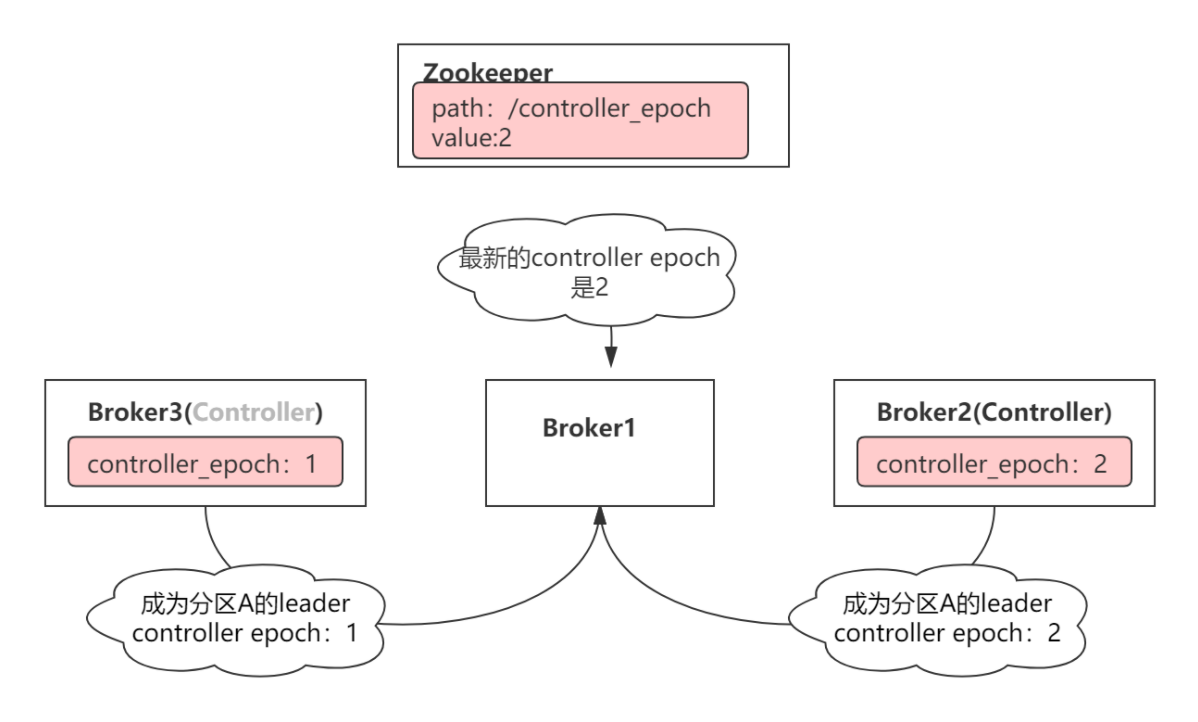 Zookeeper
path：/controller_epoch
value:2
最新的controller epoch
是2
Broker3(Controller)
controller_epoch：1
Broker1
Broker2(Controller)
controller_epoch：2
成为分区A的leader
controller epoch：1
成为分区A的leader
controller epoch：2